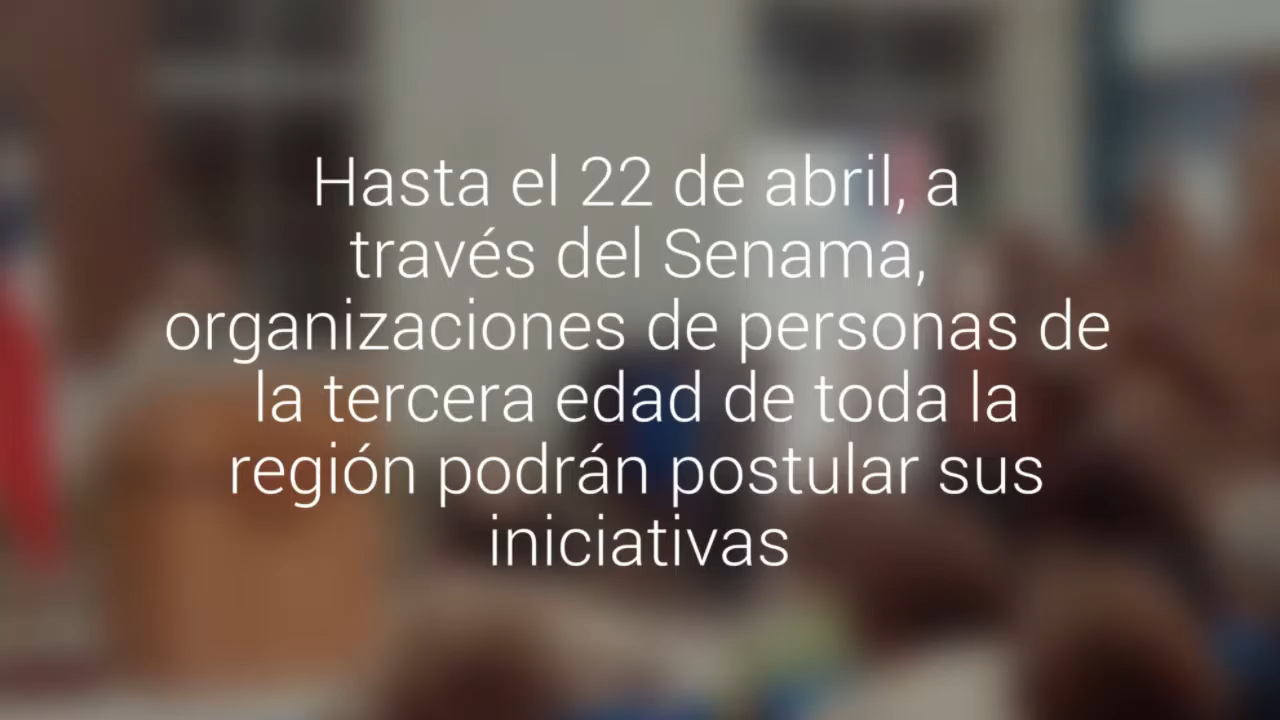 Hasta el 22 de abril, a
través del Senama,
organizaciones de personas de
la tercera edad de toda la
región podrán postular sus
iniciativas